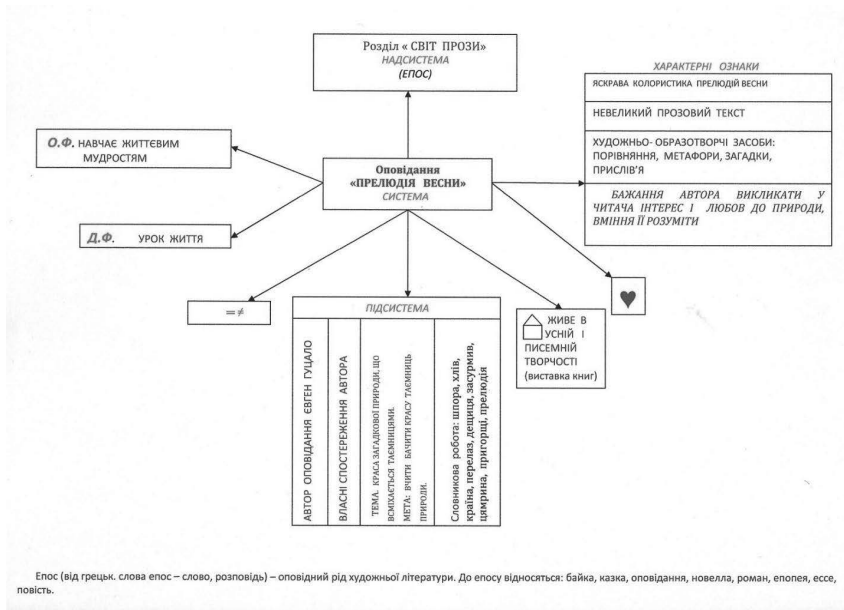 Розділ « СВІТ ПРОЗИ»
НАДСИСТЕМА
(ЕПОС)
ХАРАКТЕРНІ ОЗНАКИ
ЯСКРАВА КОЛОРИСТИКА ПРЕЛЮДІЙ ВЕСНИ
НЕВЕЛИКИЙ ПРОЗОВИЙ ТЕКСТ
ХУДОЖНЬО- ОБРАЗОТВОРЧІ ЗАСОБИ:
ПОРІВНЯННЯ, МЕТАФОРИ, ЗАГАДКИ,
ПРИСЛІВ'Я
БАЖАННЯ АВТОРА ВИКЛИКАТИ У
ЧИТАЧА ІНТЕРЕС І ЛЮБОВ ДО ПРИРОДИ,
ВМІННЯ ЇЇ РОЗУМІТИ
О.Ф. НАВЧАЄ ЖИТТЄВИМ
МУДРОСТЯМ
Оповідання
«ПРЕЛЮДІЯ ВЕСНИ»
СИСТЕМА
Д.Ф. УРОК ЖИТТЯ
=≠
ПІДСИСТЕМА
АВТОР ОПОВІДАННЯ ЄВГЕН ГУЦАЛО
ВЛАСНІ СПОСТЕРЕЖЕННЯ АВТОРА
ТЕМА. КРАСА ЗАГАДКОВОЇ ПРИРОДИ, ЩО
ВСМІХАЄТЬСЯ ТАЄМНИЦЯМИ.
МЕТА: ВЧИТИ БАЧИТИ КРАСУ ТАЄМНИЦЬ
ПРИРОДИ.
Словникова робота: шпора, хлів,
країна, перелаз, дещиця, засурмив,
цямрина, пригорщі, прелюдія
ЖИВЕ В
УСНІЙ І
ПИСЕМНІЙ
ТВОРЧОСТІ
(виставка книг)
Епос (від грецьк. слова епос – слово, розповідь) – оповідний рід художньої літератури. До епосу відносяться: байка, казка, оповідання, новелла, роман, епопея, ессе,
повість.